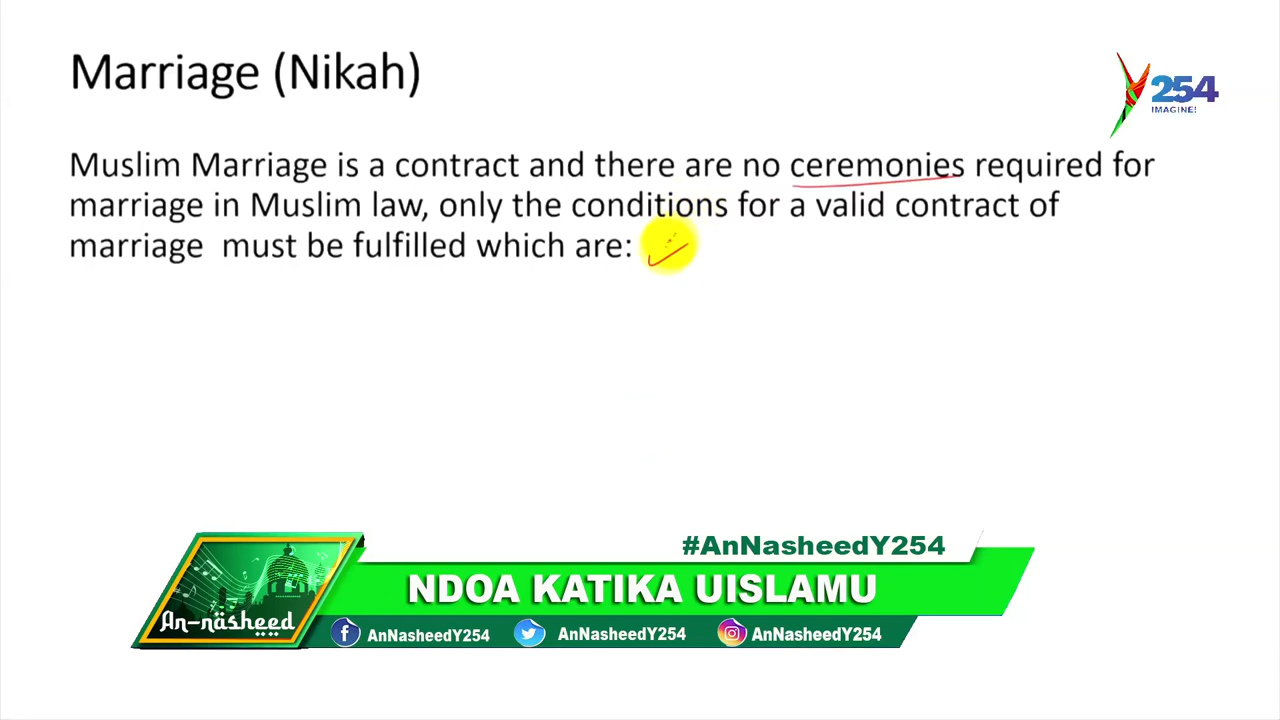 Marriage (Nikah)
254
IMAGINE!
Muslim Marriage is a contract and there are no ceremonies required for
marriage in Muslim law, only the conditions for a valid contract of
marriage must be fulfilled which are:
#AnNasheedY254
NDOA KATIKA UISLAMU
An-nasheed
AnNasheedY254 AnNasheedY254 AnNasheedY254